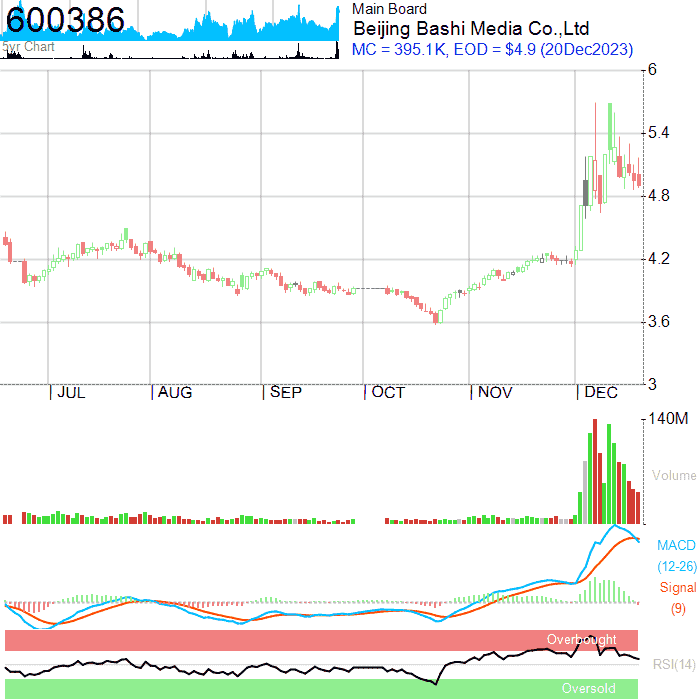 600386
5yr Chart
Main Board
Beijing Bashi Media Co.,Ltd
MC = 395.1K, EOD = $4.9 (20Dec2023)
6
5.4
4.8
4.2
3.6
3
JUL
AUG
SEP
OCT
NOV
DEC
140M
Volume
MACD
(12-26)
Signal
(9)
Overbought
RSI(14)
Oversold